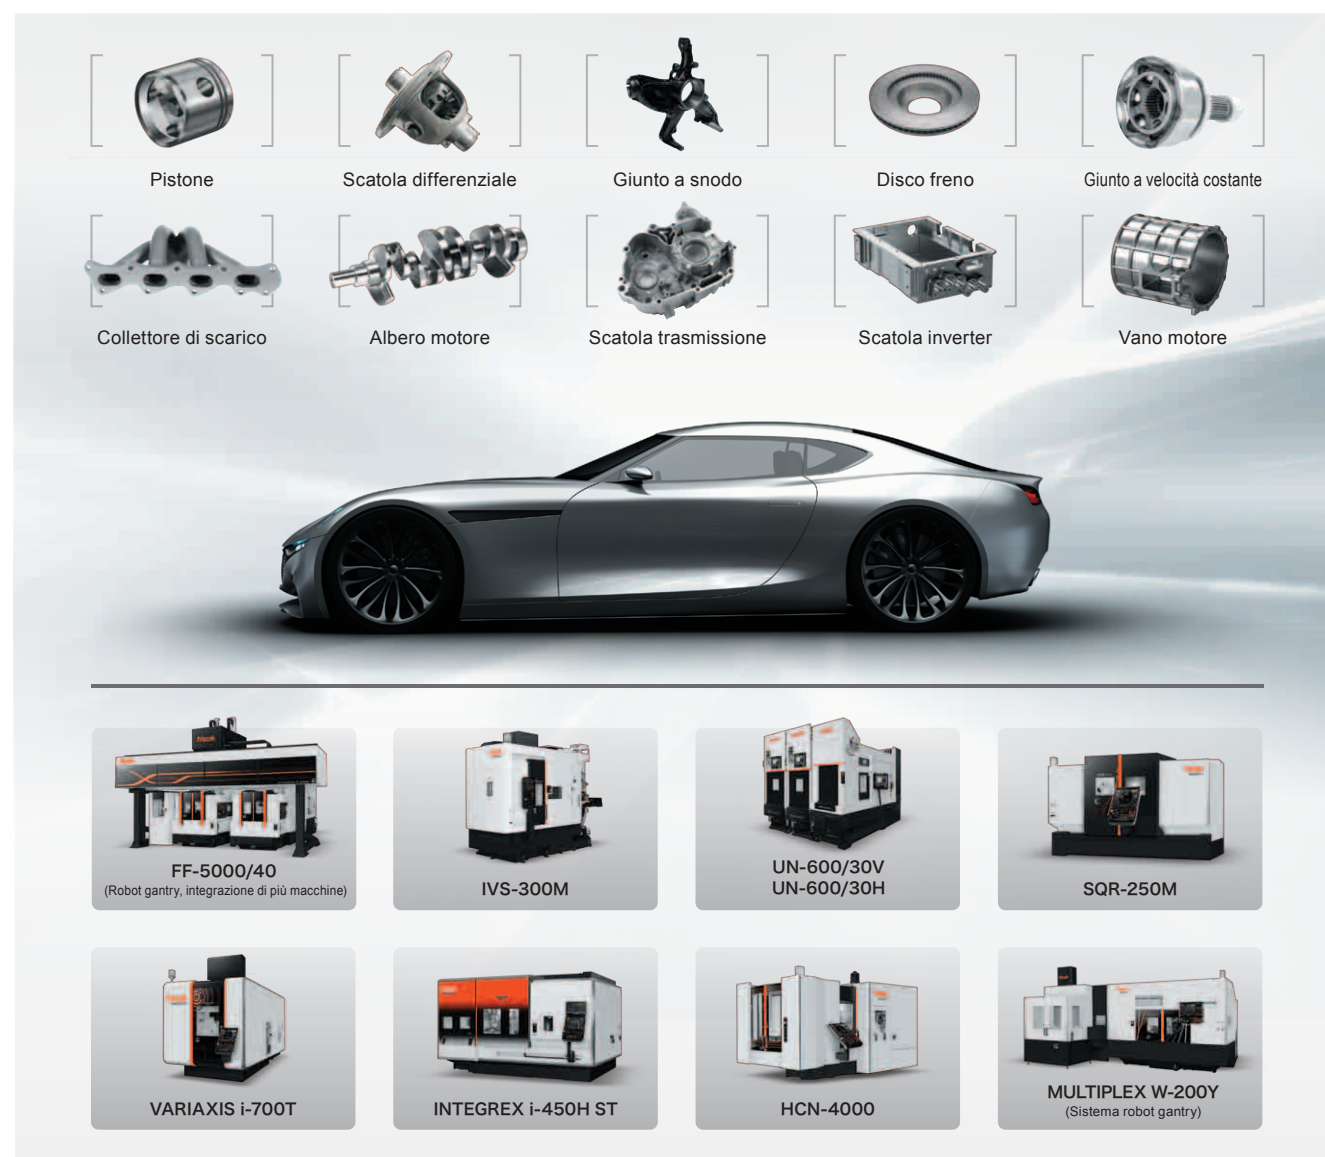 Pistone
Scatola differenziale
Giunto a snodo
Disco freno
Giunto a velocità costante
Collettore di scarico
Albero motore
Scatola trasmissione
Scatola inverter
Vano motore
FF-5000/40
(Robot gantry, integrazione di più macchine)
IVS-300M
UN-600/30V
UN-600/30H
SQR-250M
VARIAXIS i-700T
INTEGREX i-450H ST
HCN-4000
MULTIPLEX W-200Y
(Sistema robot gantry)